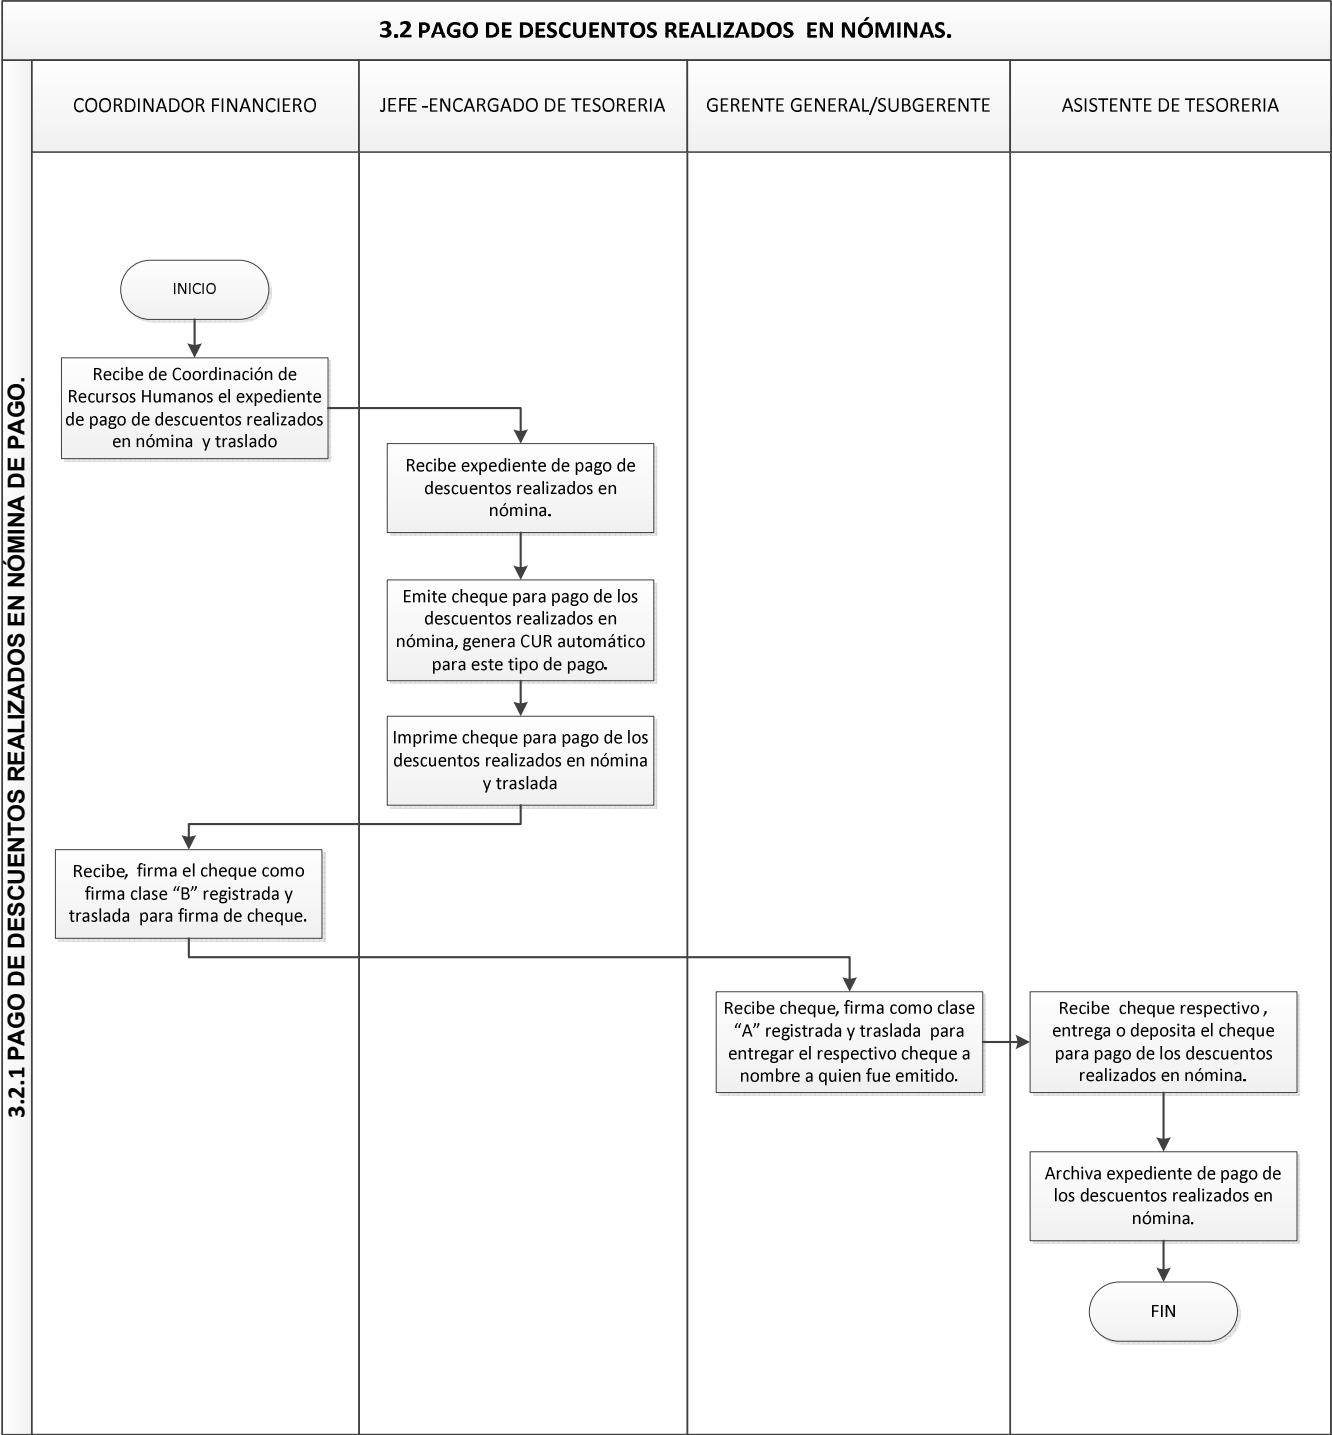 3.2 PAGO DE DESCUENTOS REALIZADOS EN NÓMINAS.
COORDINADOR FINANCIERO
JEFE -ENCARGADO DE TESORERIA
GERENTE GENERAL/SUBGERENTE
ASISTENTE DE TESORERIA
3.2.1 PAGO DE DESCUENTOS REALIZADOS EN NÓMINA DE PAGO.
INICIO
Recibe de Coordinación de
Recursos Humanos el expediente
de pago de descuentos realizados
en nómina y traslado
Recibe expediente de pago de
descuentos realizados en
nómina.
Emite cheque para pago de los
descuentos realizados en
nómina, genera CUR automático
para este tipo de pago.
Imprime cheque para pago de los
descuentos realizados en nómina
y traslada
Recibe, firma el cheque como
firma clase “B” registrada y
traslada para firma de cheque.
Recibe cheque, firma como clase
“A” registrada y traslada para
entregar el respectivo cheque a
nombre a quien fue emitido.
Recibe cheque respectivo ,
entrega o deposita el cheque
para pago de los descuentos
realizados en nómina.
Archiva expediente de pago de
los descuentos realizados en
nómina.
FIN